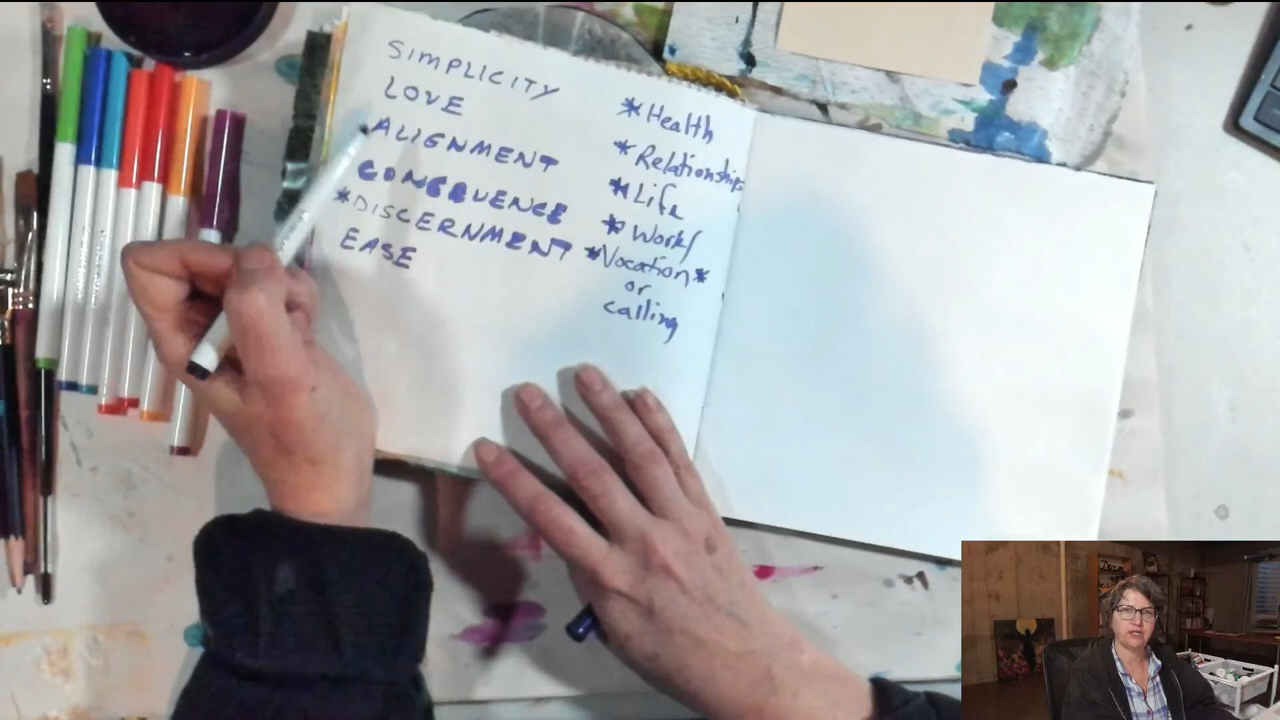 SIMPLICITY
LOVE
ALIGNMENT
CONGRUENCE
*DISCERNMENT
EASE
*Health
*Relationships
*Life
*Work/
*Vocation*
or
calling